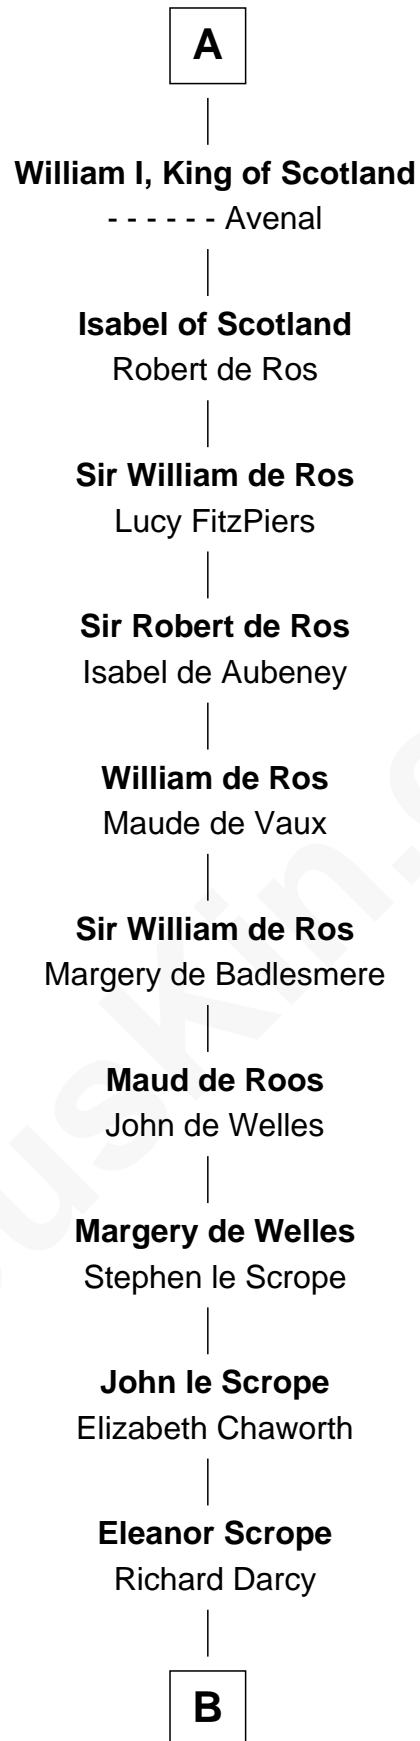 A
William I, King of Scotland
- - - - - - Avenal
Isabel of Scotland
Robert de Ros
Sir William de Ros
Lucy FitzPiers
Sir Robert de Ros
Isabel de Aubeney
William de Ros
Maude de Vaux
Sir William de Ros
Margery de Badlesmere
Maud de Roos
John de Welles
Margery de Welles
Stephen le Scrope
John le Scrope
Elizabeth Chaworth
Eleanor Scrope
Richard Darcy
B